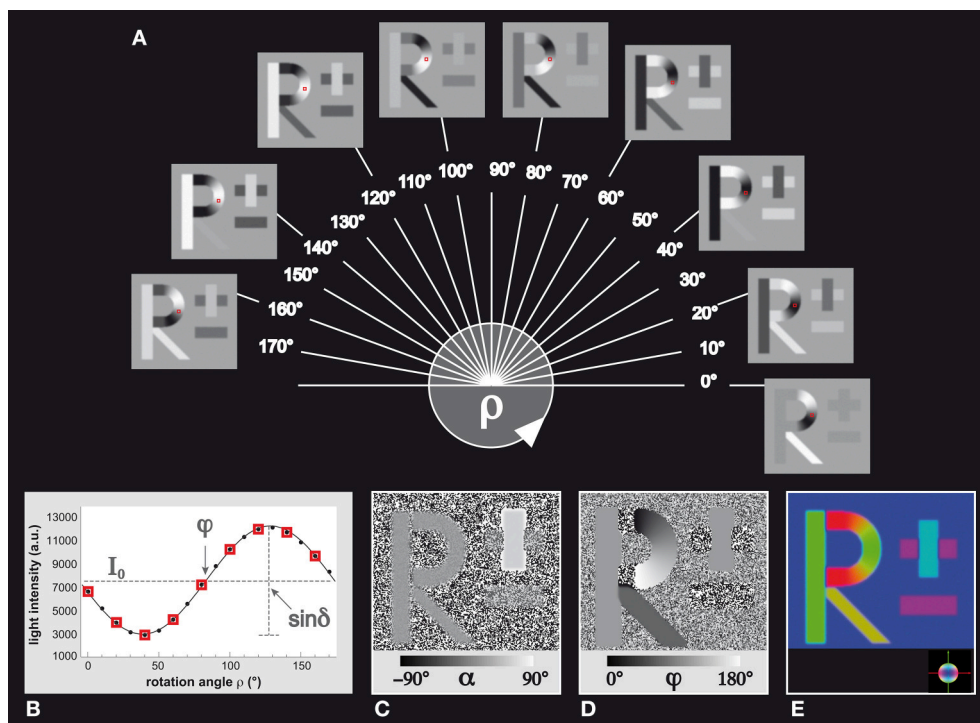 A
100°
90°
80°
110°
70°
120°
60°
130°
50°
140°
40°
150°
30°
160°
20°
170°
10°
0°
ρ
R ±
R ±
R ±
R ±
R ±
R ±
R ±
R ±
R ±
R ±
13000
11000
9000
7000
5000
3000
1000
light intensity (a.u.)
I₀
φ
sinδ
0
50
100
150
rotation angle ρ (°)
B
R ±
−90° α 90°
C
R ±
0° φ 180°
D
R ±
E